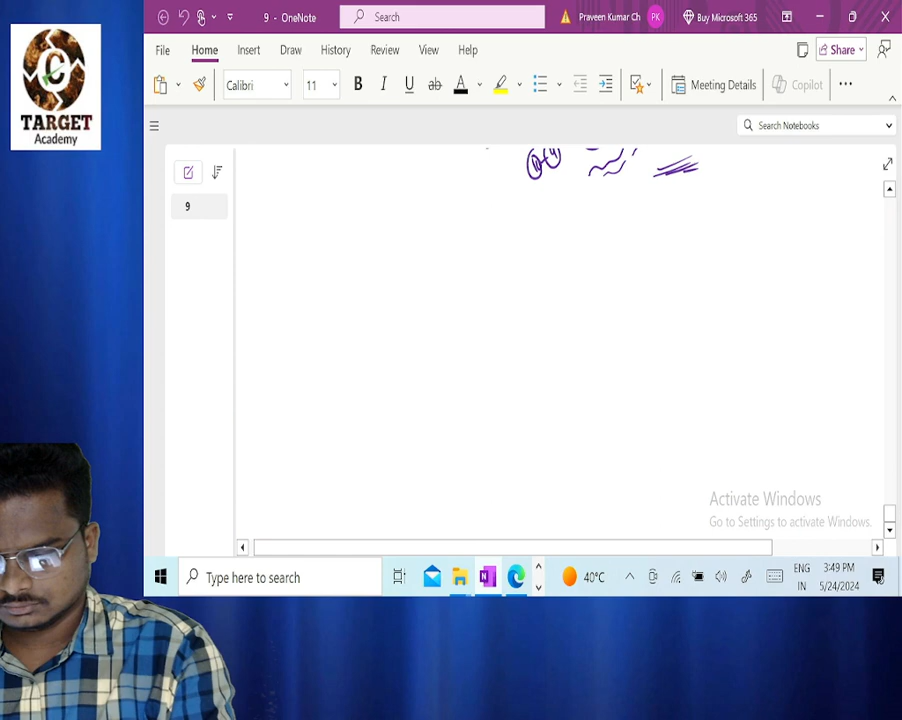 C
TARGET
Academy
9 - OneNote
Search
Praveen Kumar Ch
PK
Buy Microsoft 365
File Home Insert Draw History Review View Help
Share
Calibri 11 B I U ab A
Meeting Details
Copilot
Search Notebooks
9
Activate Windows
Go to Settings to activate Windows.
Type here to search
40°C
ENG
IN
3:49 PM
5/24/2024